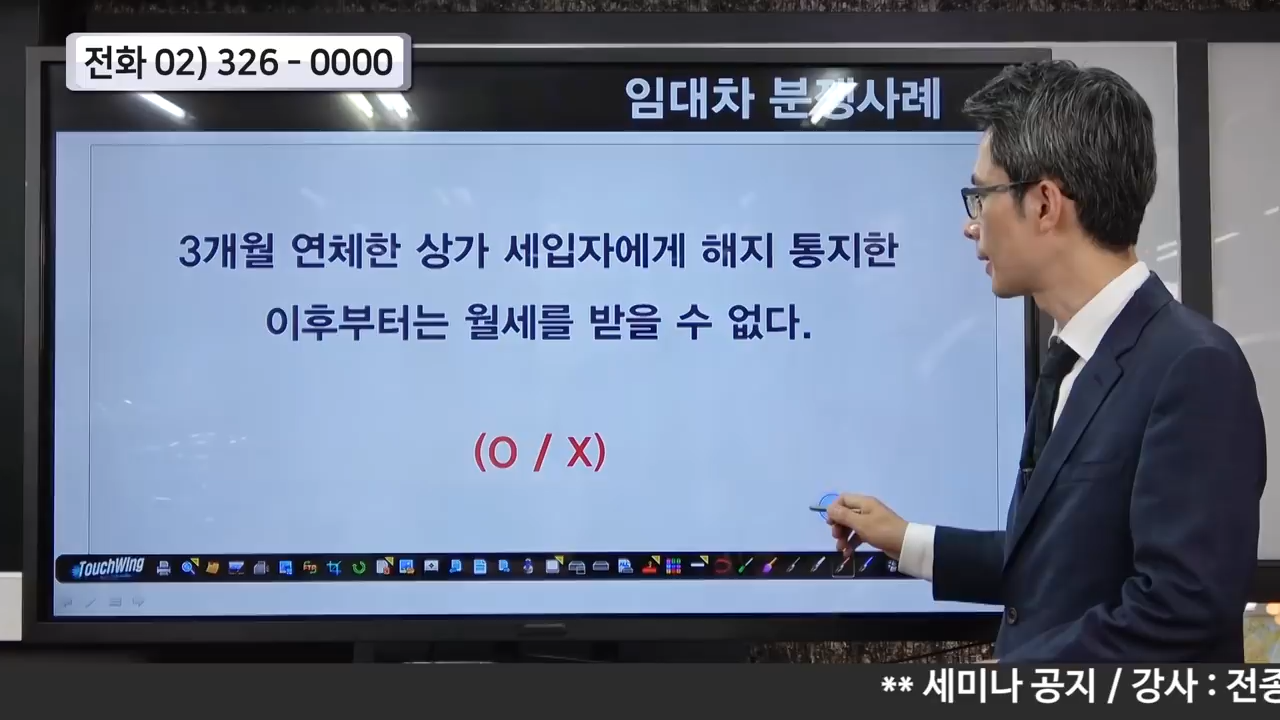 전화 02) 326 - 0000
임대차 분쟁사례
3개월 연체한 상가 세입자에게 해지 통지한
이후부터는 월세를 받을 수 없다.
(O / X)
TouchWing
** 세미나 공지 / 강사 : 전종